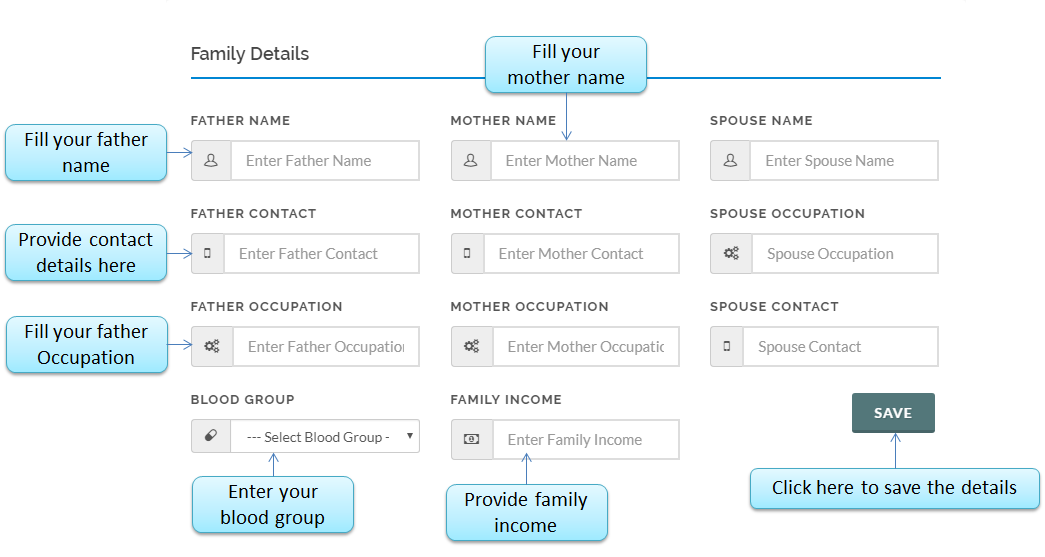 Family Details
Fill your
mother name
FATHER NAME
MOTHER NAME
SPOUSE NAME
Fill your father
name
Enter Father Name
Enter Mother Name
Enter Spouse Name
FATHER CONTACT
MOTHER CONTACT
SPOUSE OCCUPATION
Provide contact
details here
Enter Father Contact
Enter Mother Contact
Spouse Occupation
FATHER OCCUPATION
MOTHER OCCUPATION
SPOUSE CONTACT
Fill your father
Occupation
Enter Father Occupation
Enter Mother Occupatic
Spouse Contact
BLOOD GROUP
FAMILY INCOME
--- Select Blood Group -
Enter Family Income
SAVE
Enter your
blood group
Provide family
income
Click here to save the details